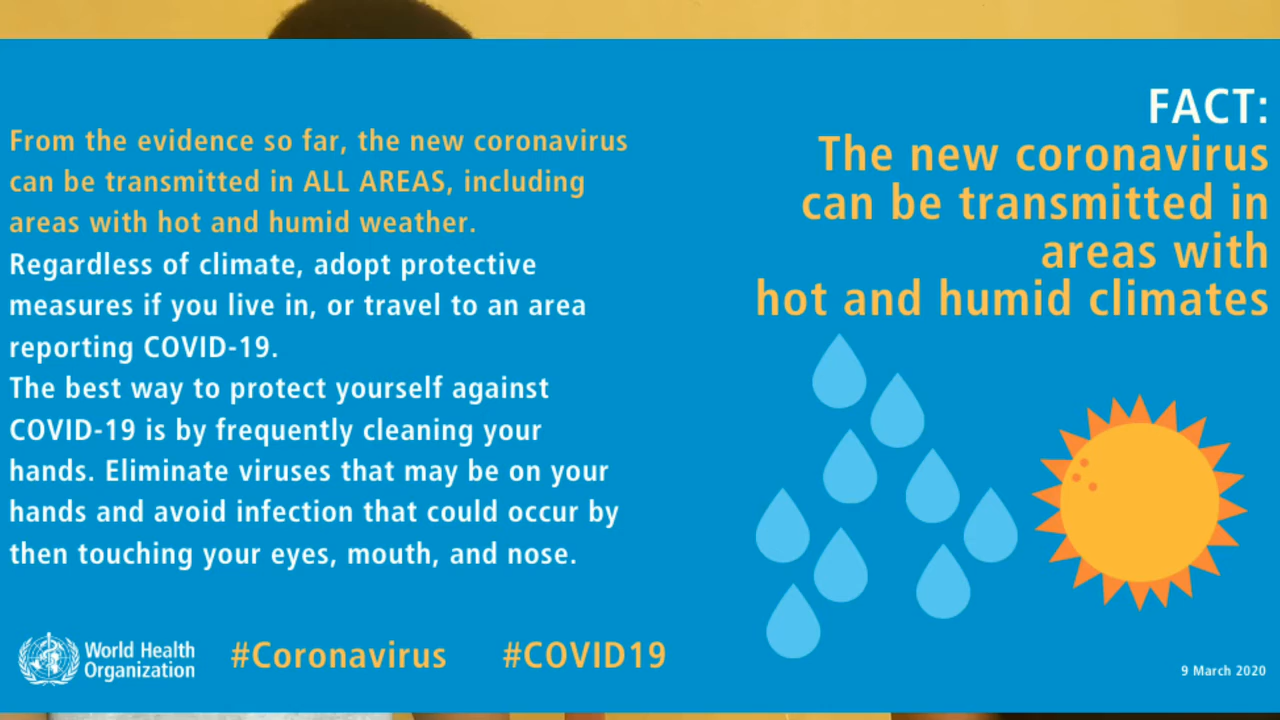 From the evidence so far, the new coronavirus
can be transmitted in ALL AREAS, including
areas with hot and humid weather.
Regardless of climate, adopt protective
measures if you live in, or travel to an area
reporting COVID-19.
The best way to protect yourself against
COVID-19 is by frequently cleaning your
hands. Eliminate viruses that may be on your
hands and avoid infection that could occur by
then touching your eyes, mouth, and nose.
FACT:
The new coronavirus
can be transmitted in
areas with
hot and humid climates
World Health
Organization
#Coronavirus #COVID19
9 March 2020